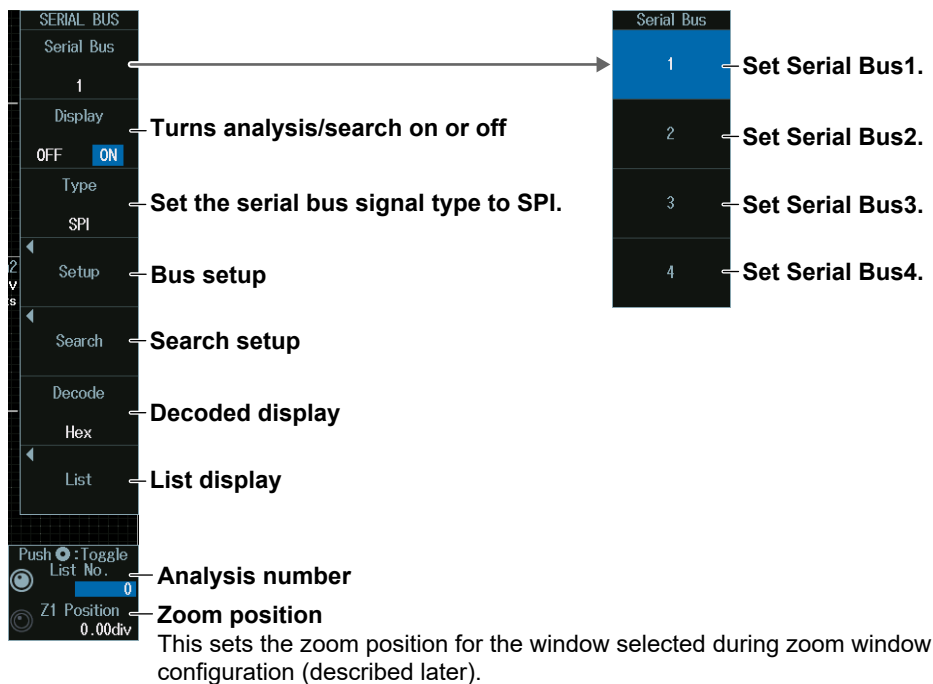 SERIAL BUS
Serial Bus
1
Display
OFF ON
Type
SPI
Setup
Search
Decode
Hex
List
Push :Toggle
List No.
0
Z1 Position
0.00div
2
V
s
Turns analysis/search on or off
Set the serial bus signal type to SPI.
Bus setup
Search setup
Decoded display
List display
Analysis number
Zoom position
This sets the zoom position for the window selected during zoom window
configuration (described later).
Serial Bus
1
Set Serial Bus1.
2
Set Serial Bus2.
3
Set Serial Bus3.
4
Set Serial Bus4.